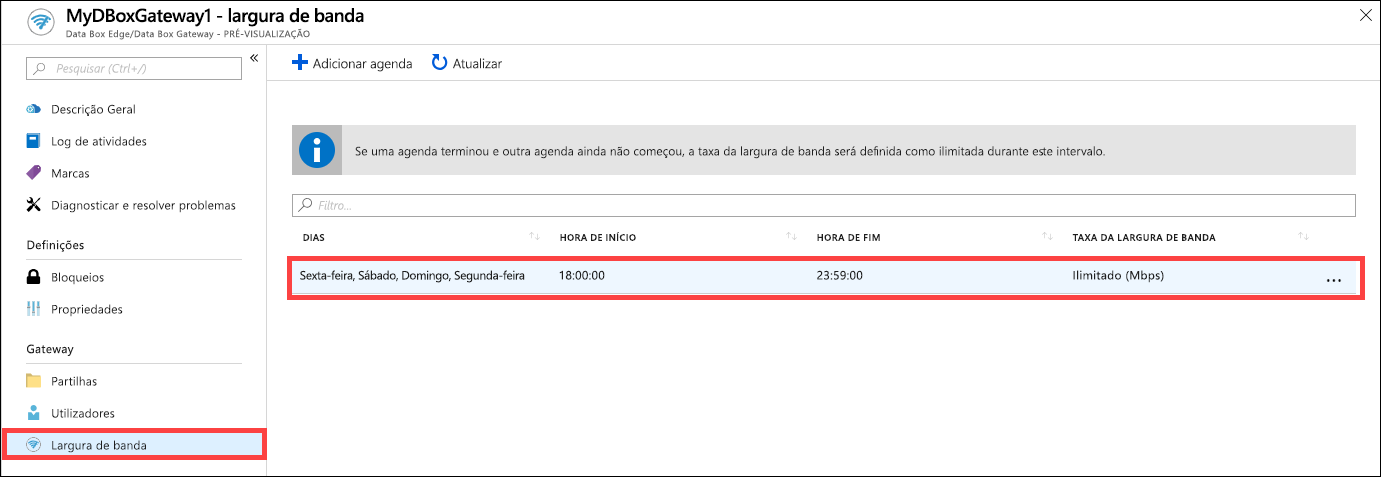 MyDBoxGateway1 - largura de banda
Data Box Edge/Data Box Gateway - PRÉ-VISUALIZAÇÃO
Pesquisar (Ctrl+/)
«
Descrição Geral
Log de atividades
Marcas
Diagnosticar e resolver problemas
Definições
Bloqueios
Propriedades
Gateway
Partilhas
Utilizadores
Largura de banda
Adicionar agenda
Atualizar
Se uma agenda terminou e outra agenda ainda não começou, a taxa da largura de banda será definida como ilimitada durante este intervalo.
Filtro...
DIAS HORA DE INÍCIO HORA DE FIM TAXA DA LARGURA DE BANDA
Sexta-feira, Sábado, Domingo, Segunda-feira 18:00:00 23:59:00 Ilimitado (Mbps) ...